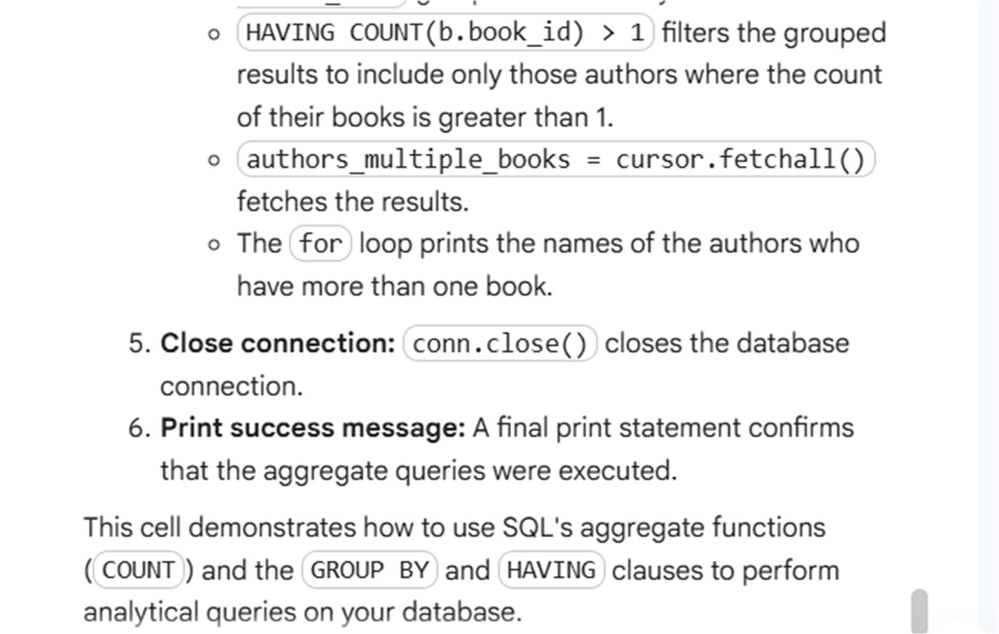 HAVING COUNT(b.book_id) > 1 filters the grouped
results to include only those authors where the count
of their books is greater than 1.
authors_multiple_books = cursor.fetchall()
fetches the results.
The for loop prints the names of the authors who
have more than one book.
5. Close connection: conn.close() closes the database
connection.
6. Print success message: A final print statement confirms
that the aggregate queries were executed.
This cell demonstrates how to use SQL's aggregate functions
(COUNT) and the GROUP BY and HAVING clauses to perform
analytical queries on your database.